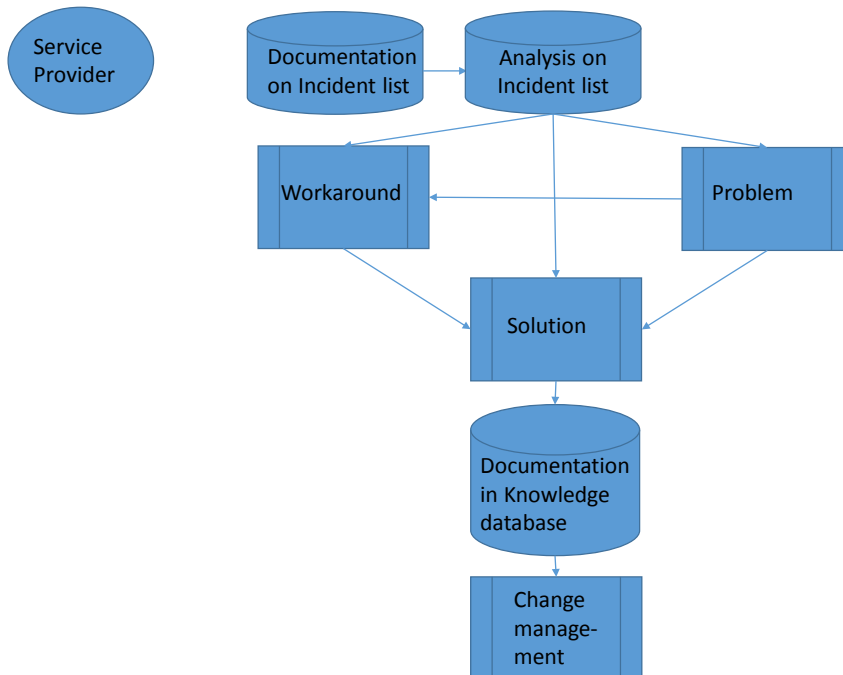 Service
Provider
Documentation
on Incident list
Analysis on
Incident list
Workaround
Problem
Solution
Documentation
in Knowledge
database
Change
manage-
ment